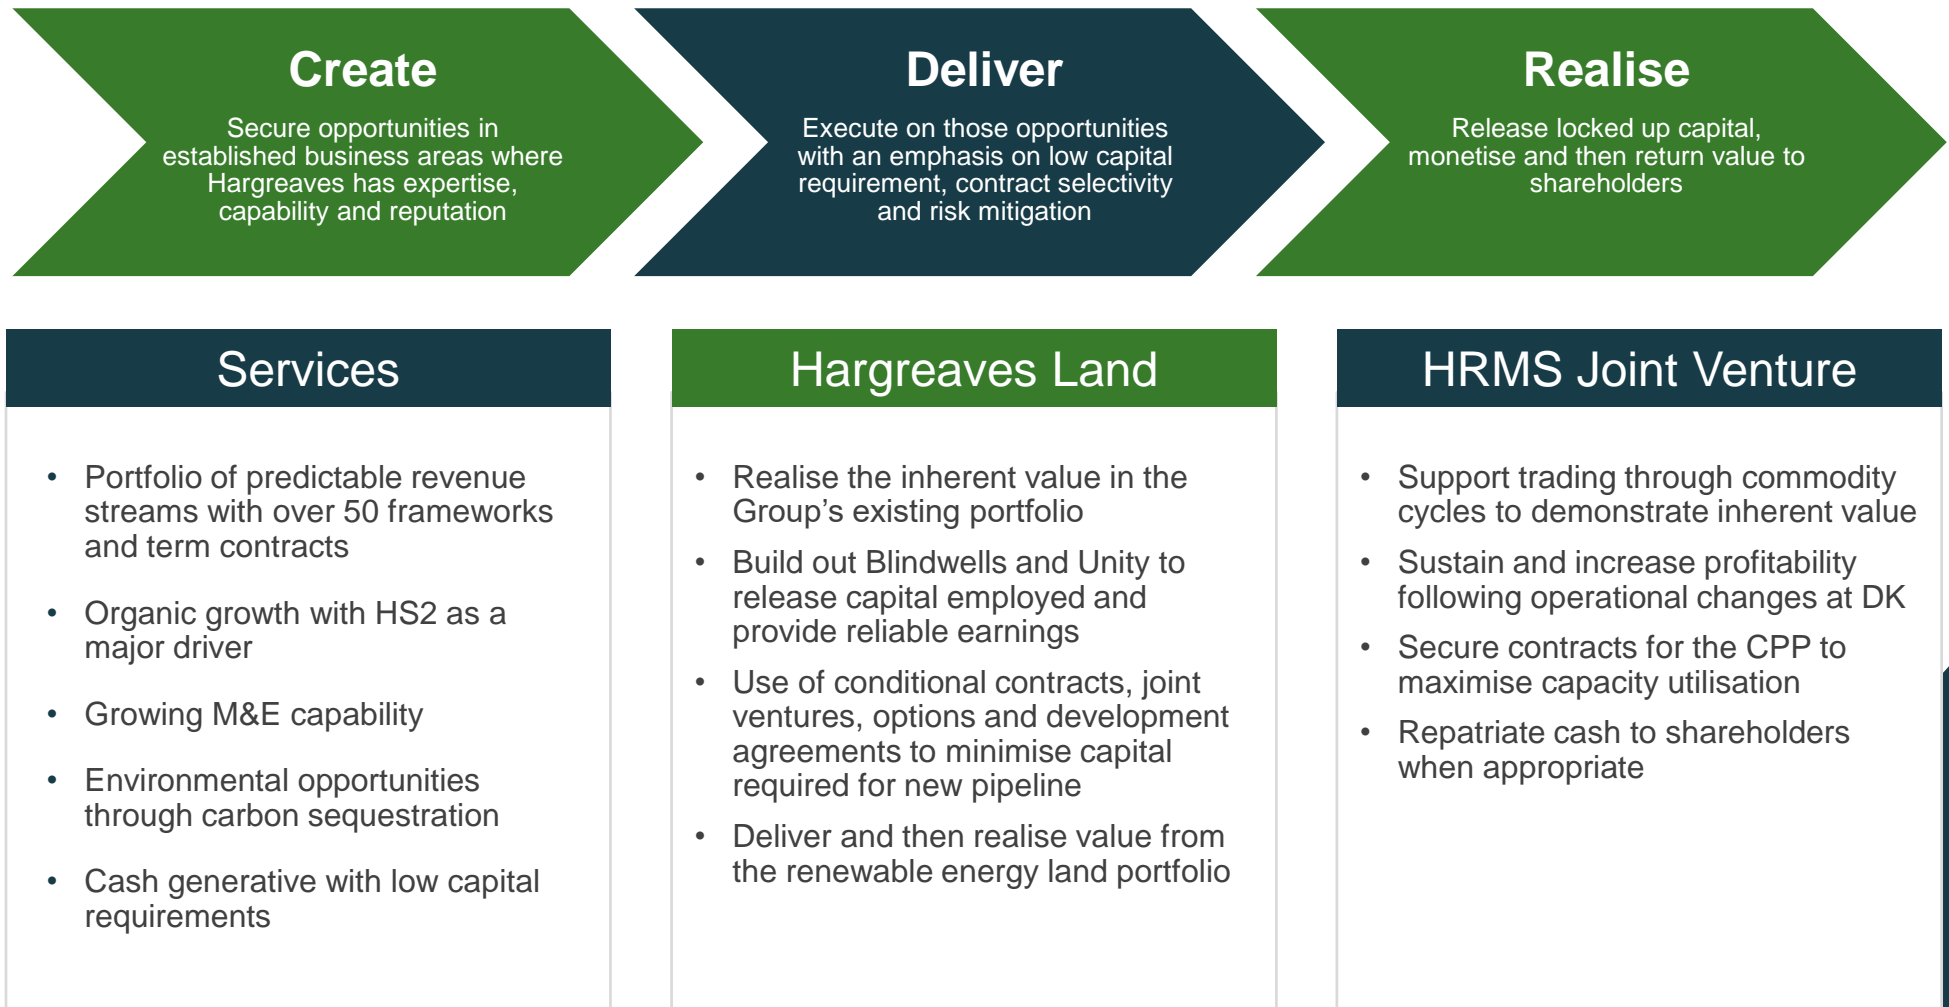 Create
Secure opportunities in
established business areas where
Hargreaves has expertise,
capability and reputation
Deliver
Execute on those opportunities
with an emphasis on low capital
requirement, contract selectivity
and risk mitigation
Realise
Release locked up capital,
monetise and then return value to
shareholders
Services
• Portfolio of predictable revenue
streams with over 50 frameworks
and term contracts
• Organic growth with HS2 as a
major driver
• Growing M&E capability
• Environmental opportunities
through carbon sequestration
• Cash generative with low capital
requirements
Hargreaves Land
• Realise the inherent value in the
Group’s existing portfolio
• Build out Blindwells and Unity to
release capital employed and
provide reliable earnings
• Use of conditional contracts, joint
ventures, options and development
agreements to minimise capital
required for new pipeline
• Deliver and then realise value from
the renewable energy land portfolio
HRMS Joint Venture
• Support trading through commodity
cycles to demonstrate inherent value
• Sustain and increase profitability
following operational changes at DK
• Secure contracts for the CPP to
maximise capacity utilisation
• Repatriate cash to shareholders
when appropriate